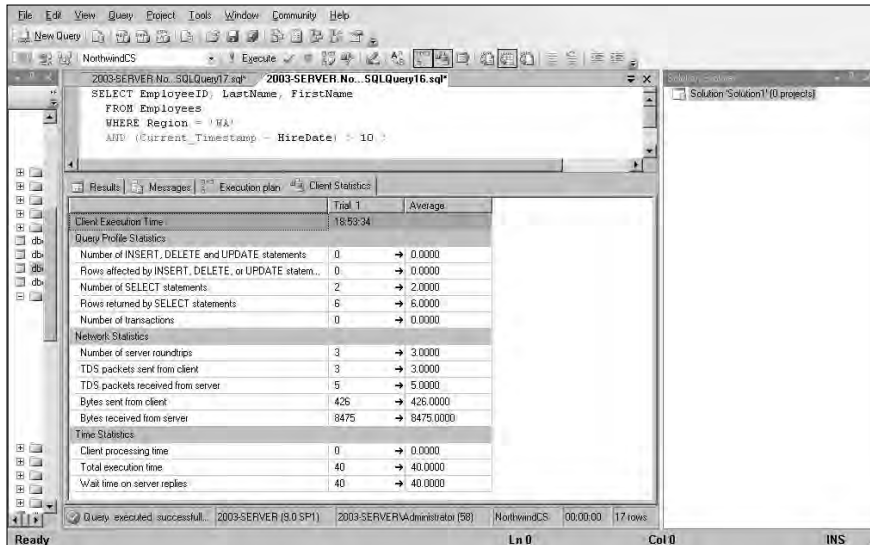 File Edit View Query Project Tools Window Community Help
New Query
NorthwindCS Execute
2003-SERVER.No...SQLQuery17.sql* 2003-SERVER.No...SQLQuery16.sql*
Solution 'Solution1' (0 projects)
SELECT EmployeeID, LastName, FirstName
FROM Employees
WHERE Region = 'WA'
AND (Current_Timestamp - HireDate) > 10
Results Messages Execution plan Client Statistics
Trial 1 Average
Client Execution Time 18:53:34
Query Profile Statistics
Number of INSERT, DELETE and UPDATE statements 0 → 0.0000
Rows affected by INSERT, DELETE, or UPDATE statem... 0 → 0.0000
Number of SELECT statements 2 → 2.0000
Rows returned by SELECT statements 6 → 6.0000
Number of transactions 0 → 0.0000
Network Statistics
Number of server roundtrips 3 → 3.0000
TDS packets sent from client 3 → 3.0000
TDS packets received from server 5 → 5.0000
Bytes sent from client 426 → 426.0000
Bytes received from server 8475 → 8475.0000
Time Statistics
Client processing time 0 → 0.0000
Total execution time 40 → 40.0000
Wait time on server replies 40 → 40.0000
db
db
db
db
Query executed successfull... 2003-SERVER (9.0 SP1) 2003-SERVER\Administrator (58) NorthwindCS 00:00:00 17 rows
Ready Ln 0 Col 0 INS